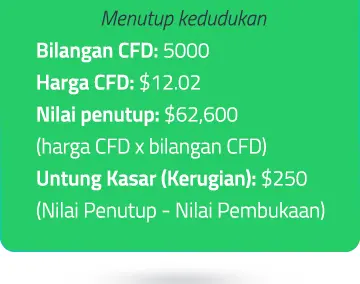 Menutup kedudukan
Bilangan CFD: 5000
Harga CFD: $12.02
Nilai penutup: $62,600
(harga CFD x bilangan CFD)
Untung Kasar (Kerugian): $250
(Nilai Penutup - Nilai Pembukaan)